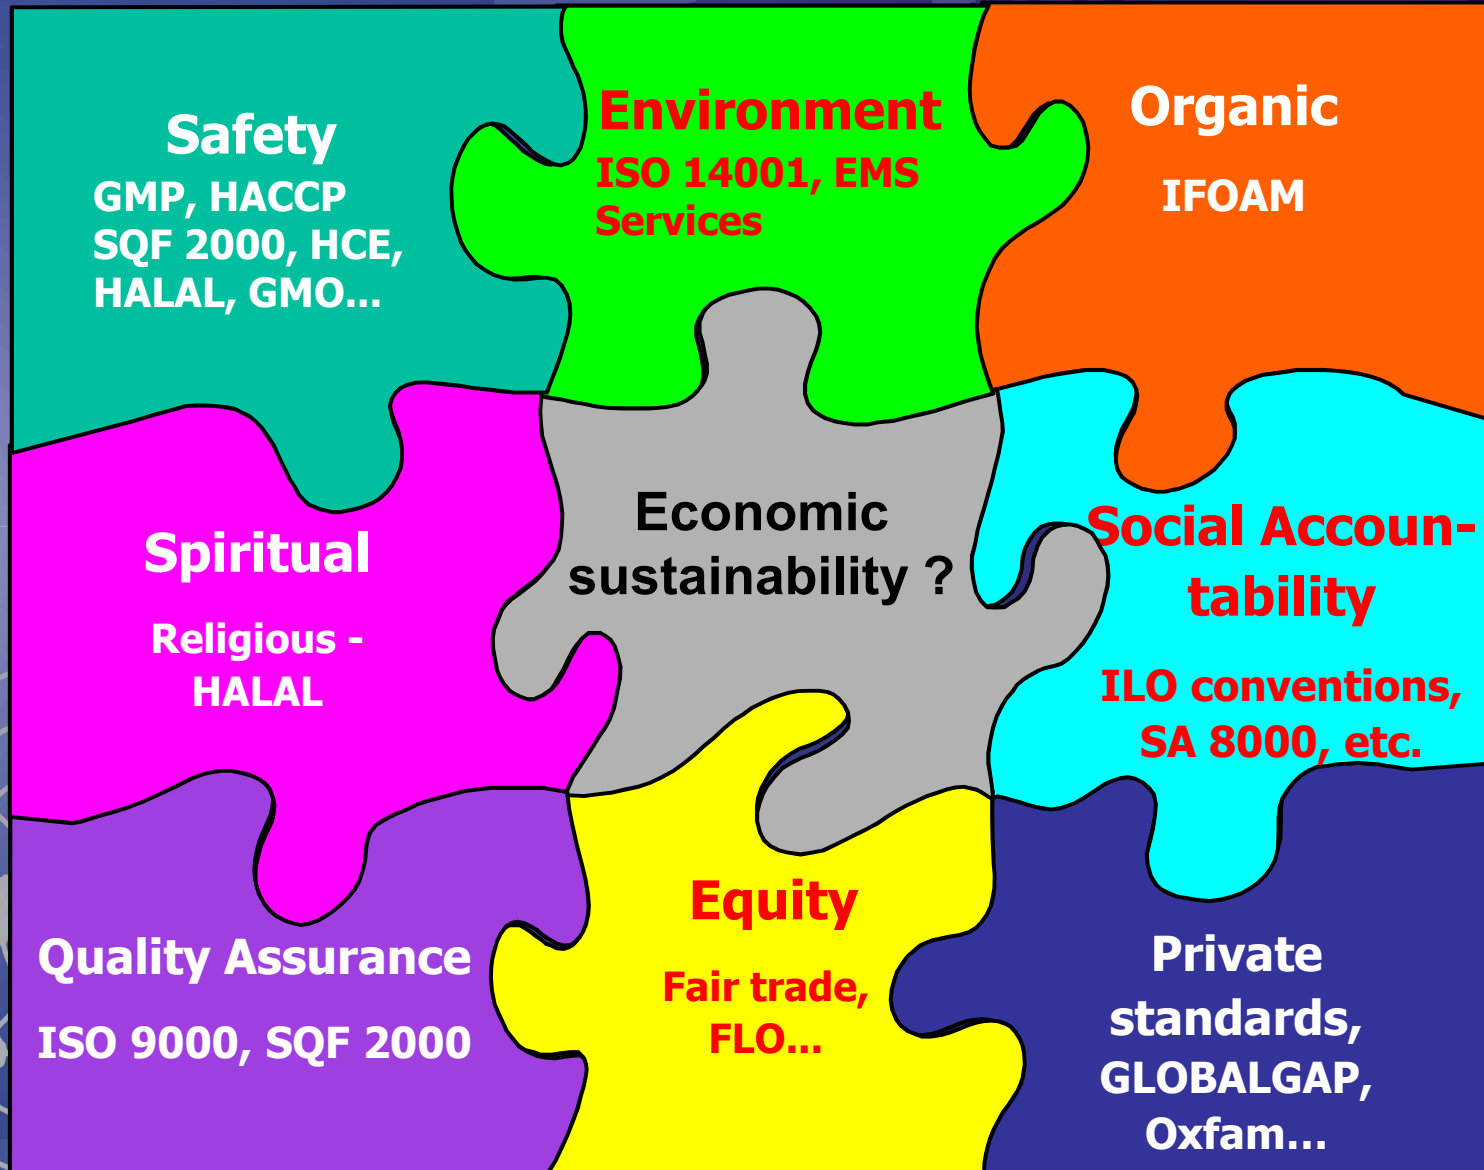 Safety
GMP, HACCP
SQF 2000, HCE,
HALAL, GMO...
Environment
ISO 14001, EMS
Services
Organic
IFOAM
Spiritual
Religious -
HALAL
Economic
sustainability ?
Social Accoun-
tability
ILO conventions,
SA 8000, etc.
Quality Assurance
ISO 9000, SQF 2000
Equity
Fair trade,
FLO...
Private
standards,
GLOBALGAP,
Oxfam...